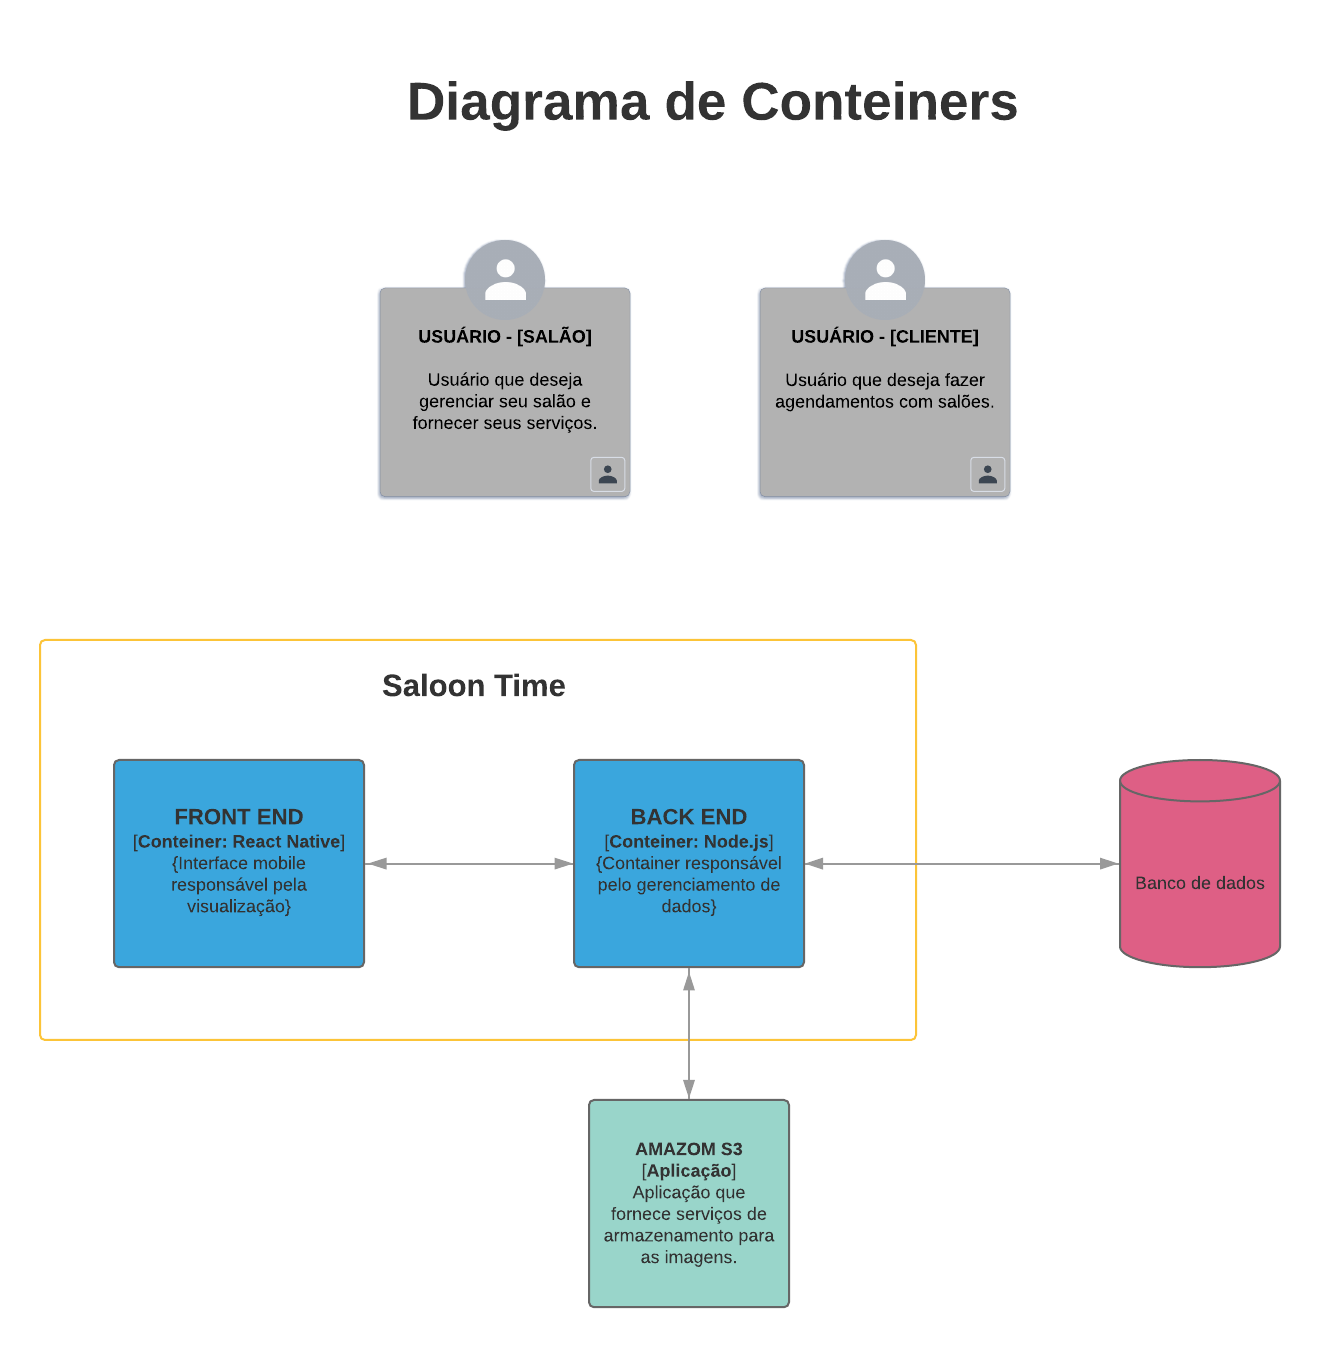 Diagrama de Conteiners
USUÁRIO - [SALÃO]
Usuário que deseja
gerenciar seu salão e
fornecer seus serviços.
USUÁRIO - [CLIENTE]
Usuário que deseja fazer
agendamentos com salões.
Saloon Time
FRONT END
[Conteiner: React Native]
{Interface mobile
responsável pela
visualização}
BACK END
[Conteiner: Node.js]
{Container responsável
pelo gerenciamento de
dados}
Banco de dados
AMAZOM S3
[Aplicação]
Aplicação que
fornece serviços de
armazenamento para
as imagens.